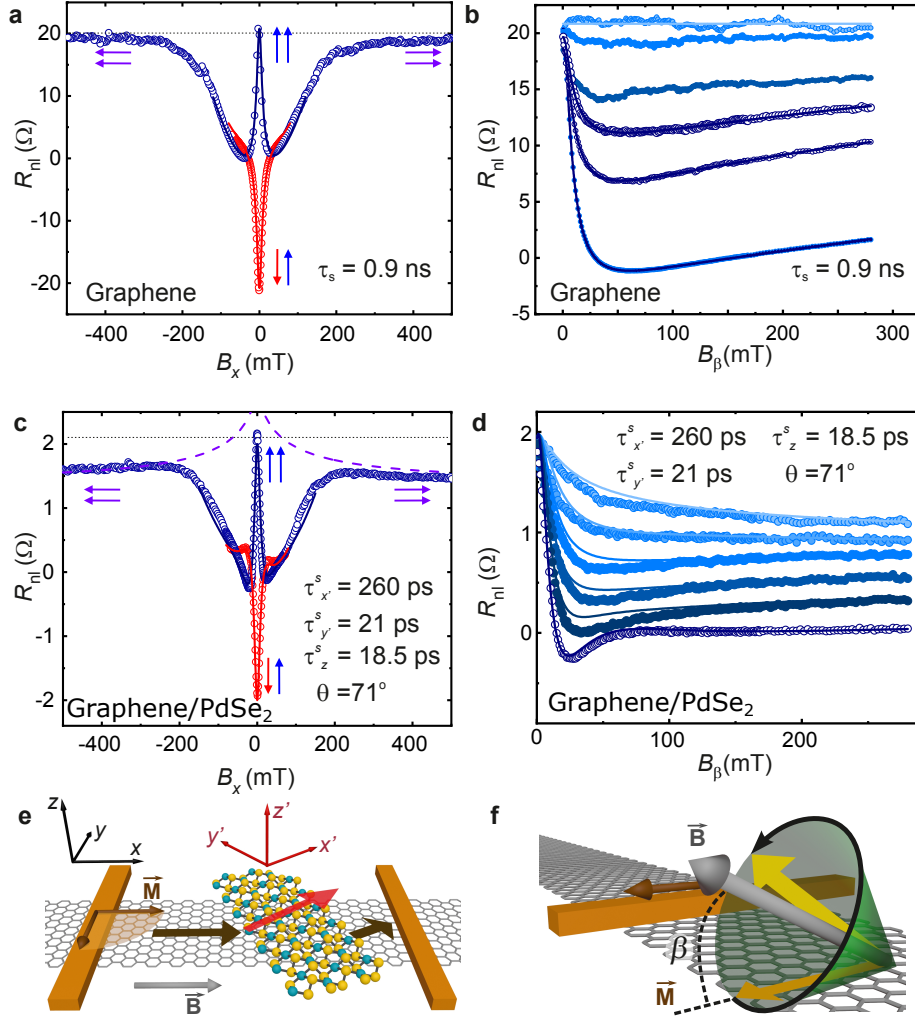 a
R_nl (Ω)
20
10
0
-10
-20
τ_s = 0.9 ns
Graphene
-400 -200 0 200 400
B_x (mT)
b
R_nl (Ω)
25
20
15
10
5
0
-5
τ_s = 0.9 ns
Graphene
0 100 200 300
B_β(mT)
c
R_nl (Ω)
2
1
0
-1
-2
τ^s_x' = 260 ps
τ^s_y' = 21 ps
τ^s_z = 18.5 ps
θ =71°
Graphene/PdSe₂
-400 -200 0 200 400
B_x (mT)
d
R_nl (Ω)
2
1
0
τ^s_x' = 260 ps τ^s_z = 18.5 ps
τ^s_y' = 21 ps θ = 71°
Graphene/PdSe₂
0 100 200
B_β(mT)
e
z
y
x
z'
y'
x'
M
B
f
B
β
M